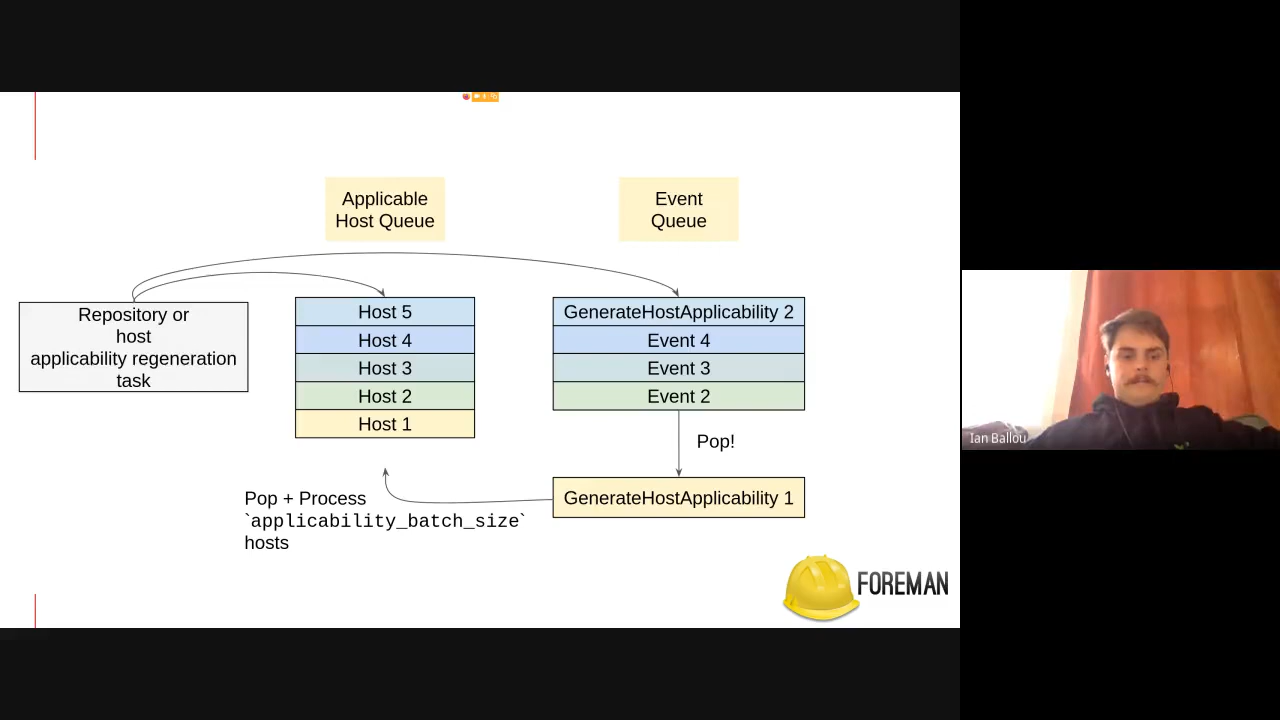 Applicable
Host Queue
Event
Queue
Repository or
host
applicability regeneration
task
Host 5
Host 4
Host 3
Host 2
Host 1
GenerateHostApplicability 2
Event 4
Event 3
Event 2
Pop!
GenerateHostApplicability 1
Pop + Process
`applicability_batch_size`
hosts
FOREMAN
Ian Ballou